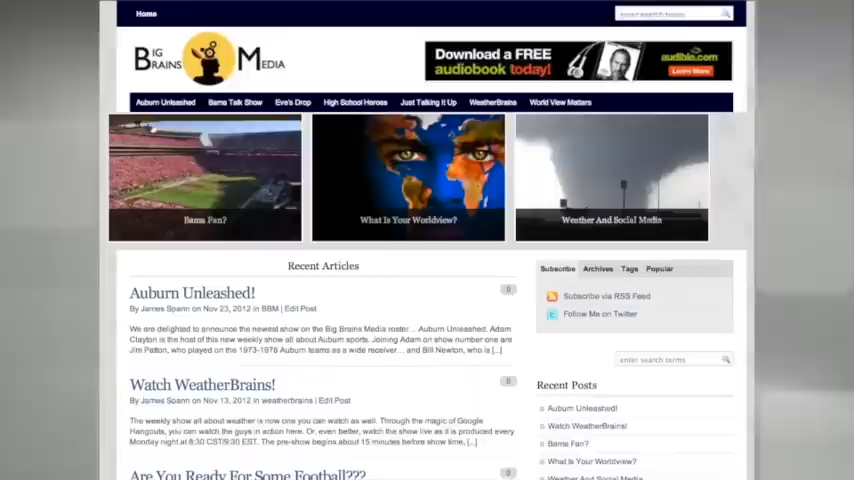 Home
enter search terms
BIG BRAINS MEDIA
Download a FREE
audiobook today!
audible.com
Learn More
Auburn Unleashed
Bama Talk Show
Eve's Drop
High School Heroes
Just Talking It Up
WeatherBrains
World View Matters
Bama Fan?
What Is Your Worldview?
Weather And Social Media
Recent Articles
Auburn Unleashed!
0
By James Spann on Nov 23, 2012 in BBM | Edit Post
We are delighted to announce the newest show on the Big Brains Media roster... Auburn Unleashed. Adam
Clayton is the host of this new weekly show all about Auburn sports. Joining Adam on show number one are
Jim Patton, who played on the 1973-1976 Auburn teams as a wide receiver... and Bill Newton, who is [...]
Watch WeatherBrains!
0
By James Spann on Nov 13, 2012 in weatherbrains | Edit Post
The weekly show all about weather is now one you can watch as well. Through the magic of Google
Hangouts, you can watch the guys in action here. Or, even better, watch the show live as it is produced every
Monday night at 8:30 CST/9:30 EST. The pre-show begins about 15 minutes before show time, [...]
Are You Ready For Some Football???
0
Subscribe
Archives
Tags
Popular
Subscribe via RSS Feed
Follow Me on Twitter
enter search terms
Recent Posts
Auburn Unleashed!
Watch WeatherBrains!
Bama Fan?
What Is Your Worldview?
Weather And Social Media